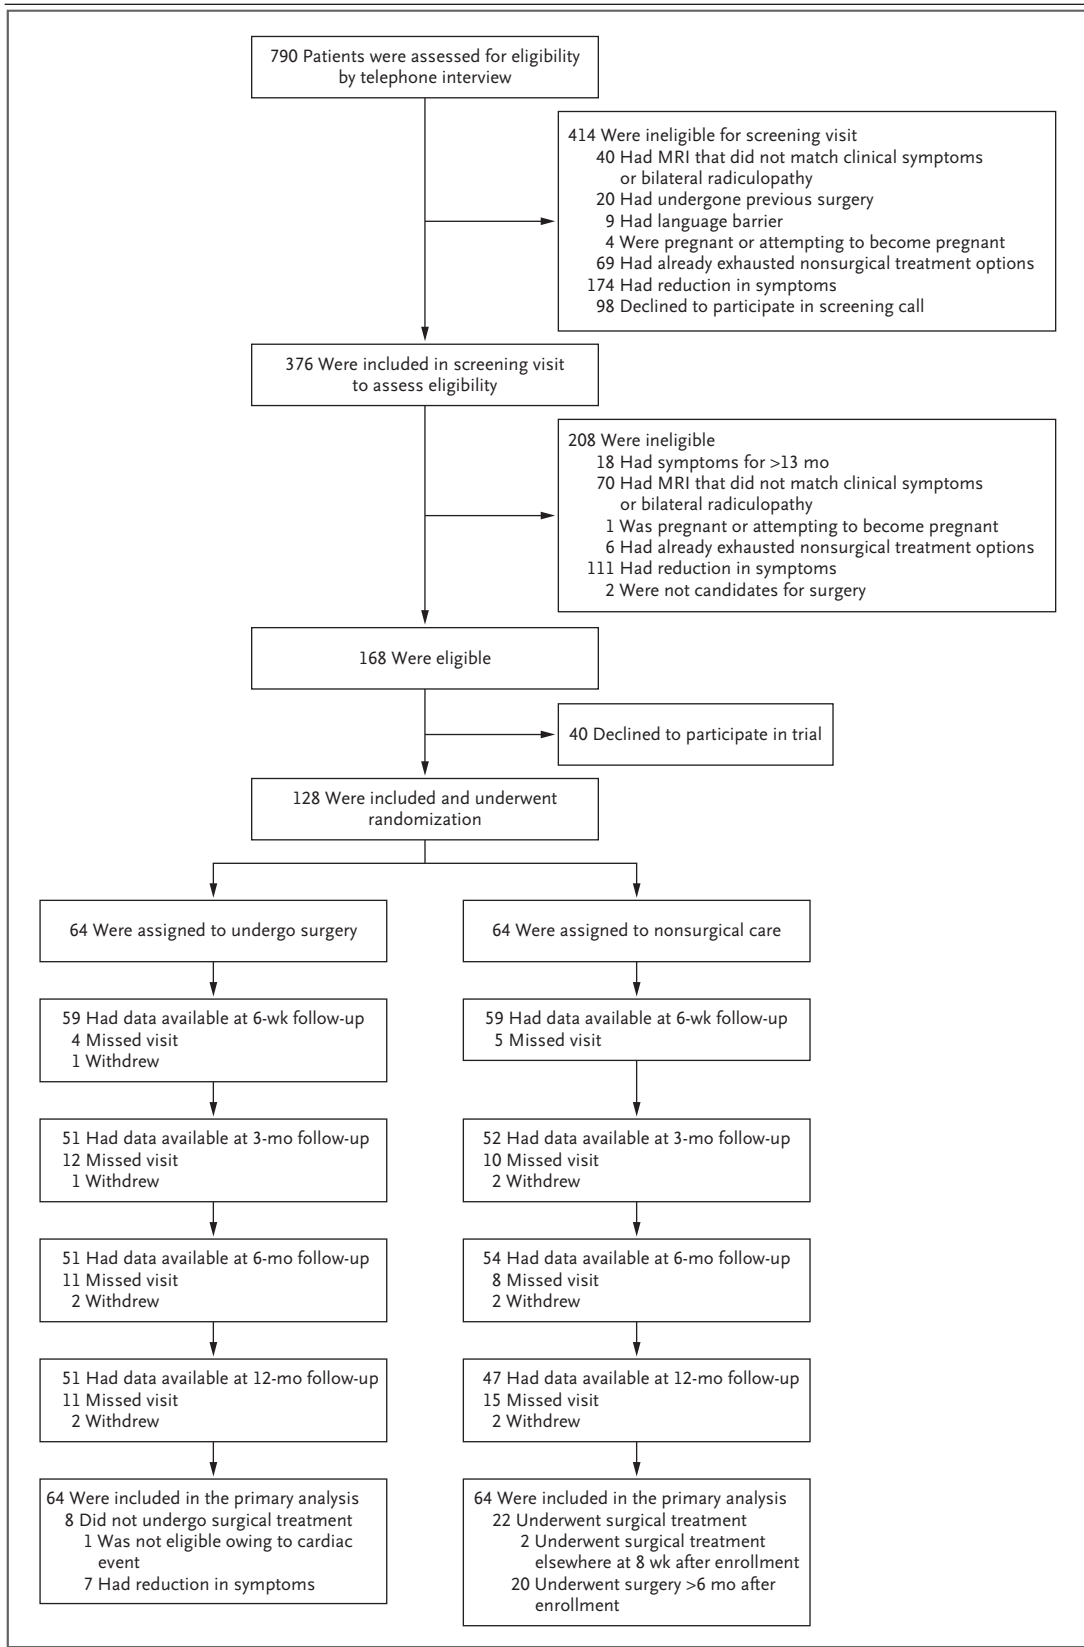 790 Patients were assessed for eligibility
by telephone interview
414 Were ineligible for screening visit
40 Had MRI that did not match clinical symptoms
or bilateral radiculopathy
20 Had undergone previous surgery
9 Had language barrier
4 Were pregnant or attempting to become pregnant
69 Had already exhausted nonsurgical treatment options
174 Had reduction in symptoms
98 Declined to participate in screening call
376 Were included in screening visit
to assess eligibility
208 Were ineligible
18 Had symptoms for >13 mo
70 Had MRI that did not match clinical symptoms
or bilateral radiculopathy
1 Was pregnant or attempting to become pregnant
6 Had already exhausted nonsurgical treatment options
111 Had reduction in symptoms
2 Were not candidates for surgery
168 Were eligible
40 Declined to participate in trial
128 Were included and underwent
randomization
64 Were assigned to undergo surgery
64 Were assigned to nonsurgical care
59 Had data available at 6-wk follow-up
4 Missed visit
1 Withdrew
59 Had data available at 6-wk follow-up
5 Missed visit
51 Had data available at 3-mo follow-up
12 Missed visit
1 Withdrew
52 Had data available at 3-mo follow-up
10 Missed visit
2 Withdrew
51 Had data available at 6-mo follow-up
11 Missed visit
2 Withdrew
54 Had data available at 6-mo follow-up
8 Missed visit
2 Withdrew
51 Had data available at 12-mo follow-up
11 Missed visit
2 Withdrew
47 Had data available at 12-mo follow-up
15 Missed visit
2 Withdrew
64 Were included in the primary analysis
8 Did not undergo surgical treatment
1 Was not eligible owing to cardiac
event
7 Had reduction in symptoms
64 Were included in the primary analysis
22 Underwent surgical treatment
2 Underwent surgical treatment
elsewhere at 8 wk after enrollment
20 Underwent surgery >6 mo after
enrollment